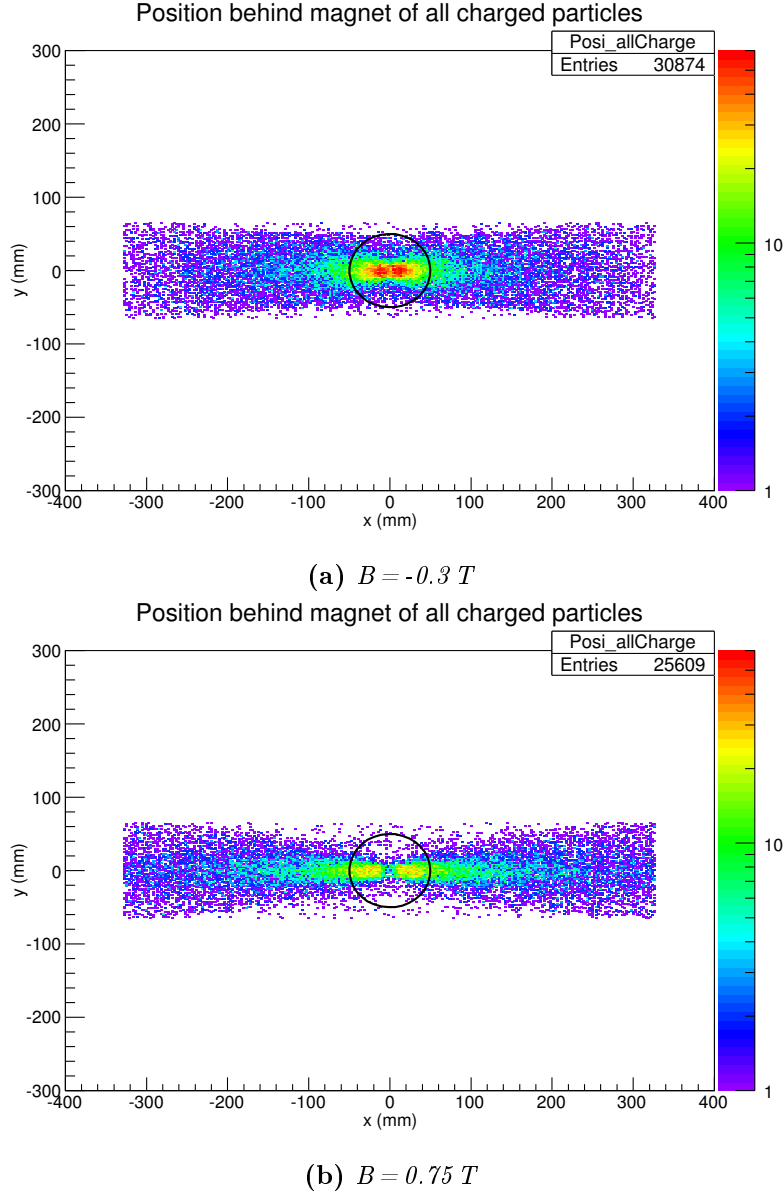 Position behind magnet of all charged particles
Posi_allCharge
Entries 30874
300
200
100
0
-100
-200
-300
y (mm)
-400 -300 -200 -100 0 100 200 300 400
x (mm)
10
1
(a) B = -0.3 T
Position behind magnet of all charged particles
Posi_allCharge
Entries 25609
300
200
100
0
-100
-200
-300
y (mm)
-400 -300 -200 -100 0 100 200 300 400
x (mm)
10
1
(b) B = 0.75 T